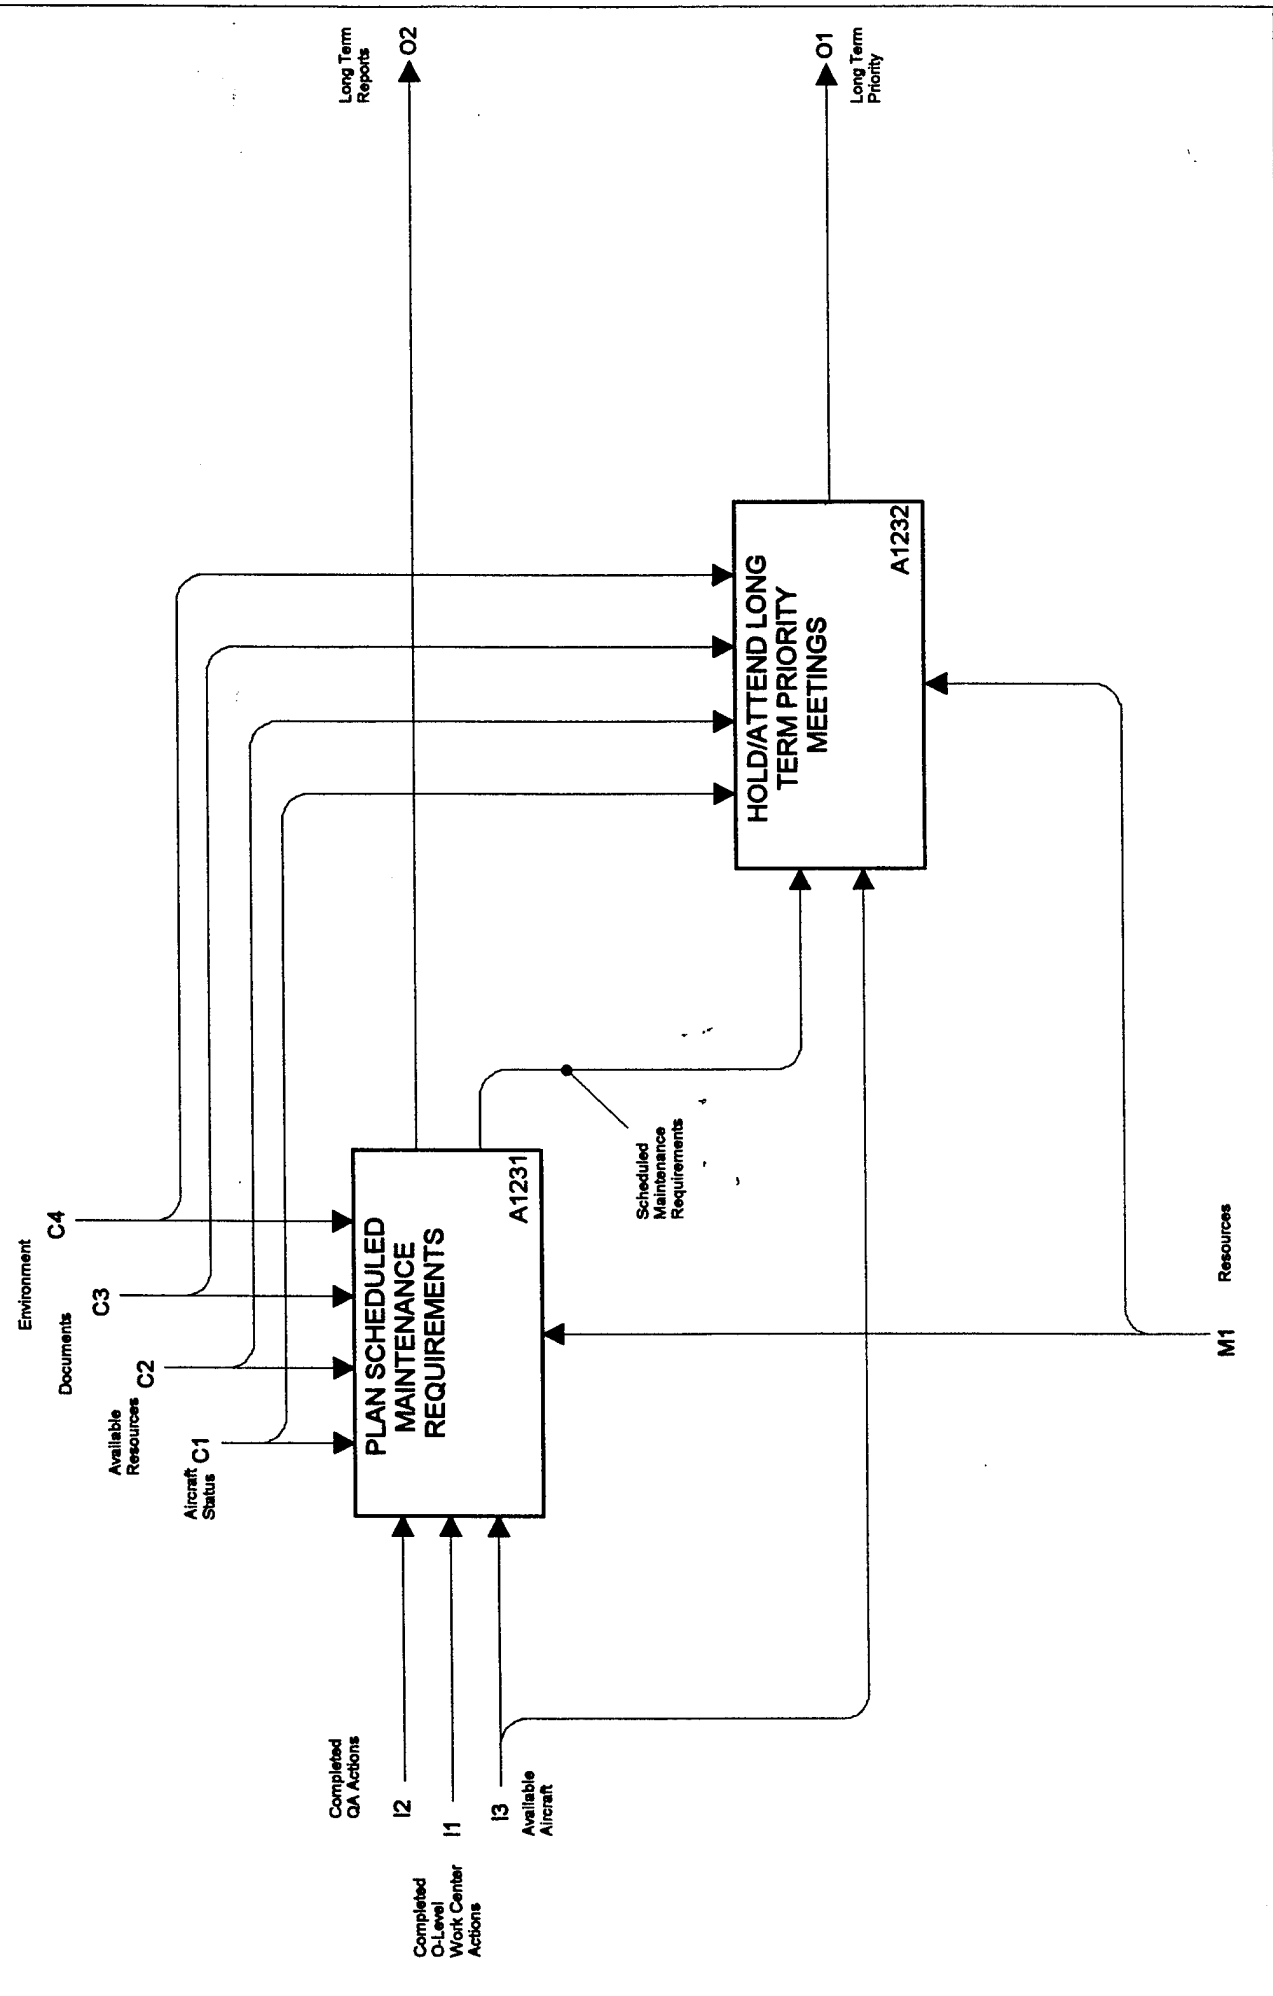 Environment
C4
Documents
C3
Available
Resources
C2
Aircraft
Status
C1
Long Term
Reports
O2
Completed
QA Actions
I2
Completed
O-Level
Work Center
Actions
I1
I3
Available
Aircraft
PLAN SCHEDULED
MAINTENANCE
REQUIREMENTS
A1231
Scheduled
Maintenance
Requirements
HOLD/ATTEND LONG
TERM PRIORITY
MEETINGS
A1232
O1
Long Term
Priority
M1
Resources